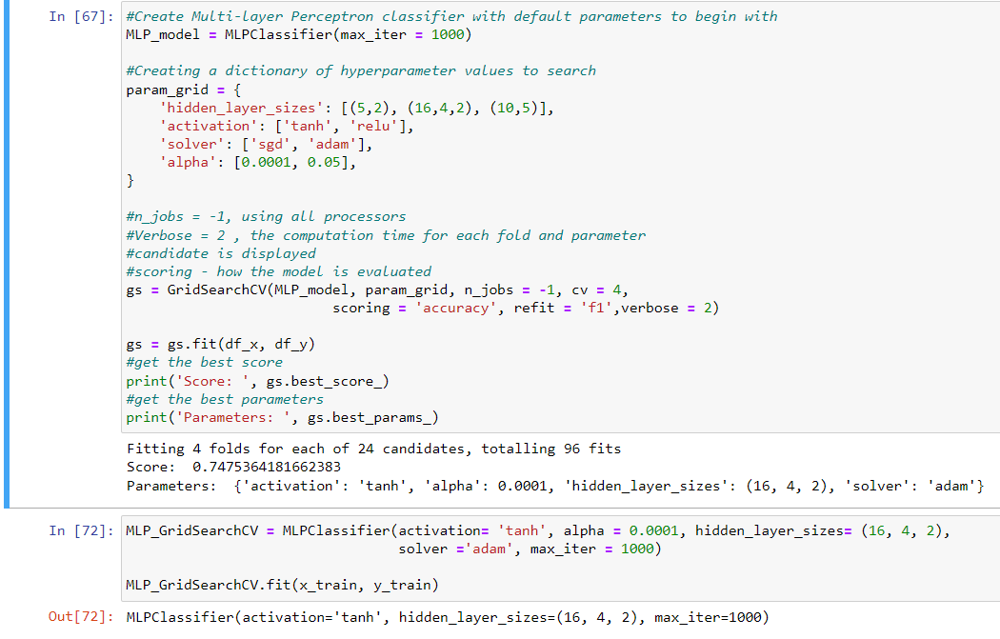 In [67]: #Create Multi-layer Perceptron classifier with default parameters to begin with
MLP_model = MLPClassifier(max_iter = 1000)
#Creating a dictionary of hyperparameter values to search
param_grid = {
'hidden_layer_sizes': [(5,2), (16,4,2), (10,5)],
'activation': ['tanh', 'relu'],
'solver': ['sgd', 'adam'],
'alpha': [0.0001, 0.05],
}
#n_jobs = -1, using all processors
#Verbose = 2 , the computation time for each fold and parameter
#candidate is displayed
#scoring - how the model is evaluated
gs = GridSearchCV(MLP_model, param_grid, n_jobs = -1, cv = 4,
scoring = 'accuracy', refit = 'f1',verbose = 2)
gs = gs.fit(df_x, df_y)
#get the best score
print('Score: ', gs.best_score_)
#get the best parameters
print('Parameters: ', gs.best_params_)
Fitting 4 folds for each of 24 candidates, totalling 96 fits
Score:  0.7475364181662383
Parameters:  {'activation': 'tanh', 'alpha': 0.0001, 'hidden_layer_sizes': (16, 4, 2), 'solver': 'adam'}
In [72]: MLP_GridSearchCV = MLPClassifier(activation= 'tanh', alpha = 0.0001, hidden_layer_sizes= (16, 4, 2),
solver ='adam', max_iter = 1000)
MLP_GridSearchCV.fit(x_train, y_train)
Out[72]: MLPClassifier(activation='tanh', hidden_layer_sizes=(16, 4, 2), max_iter=1000)